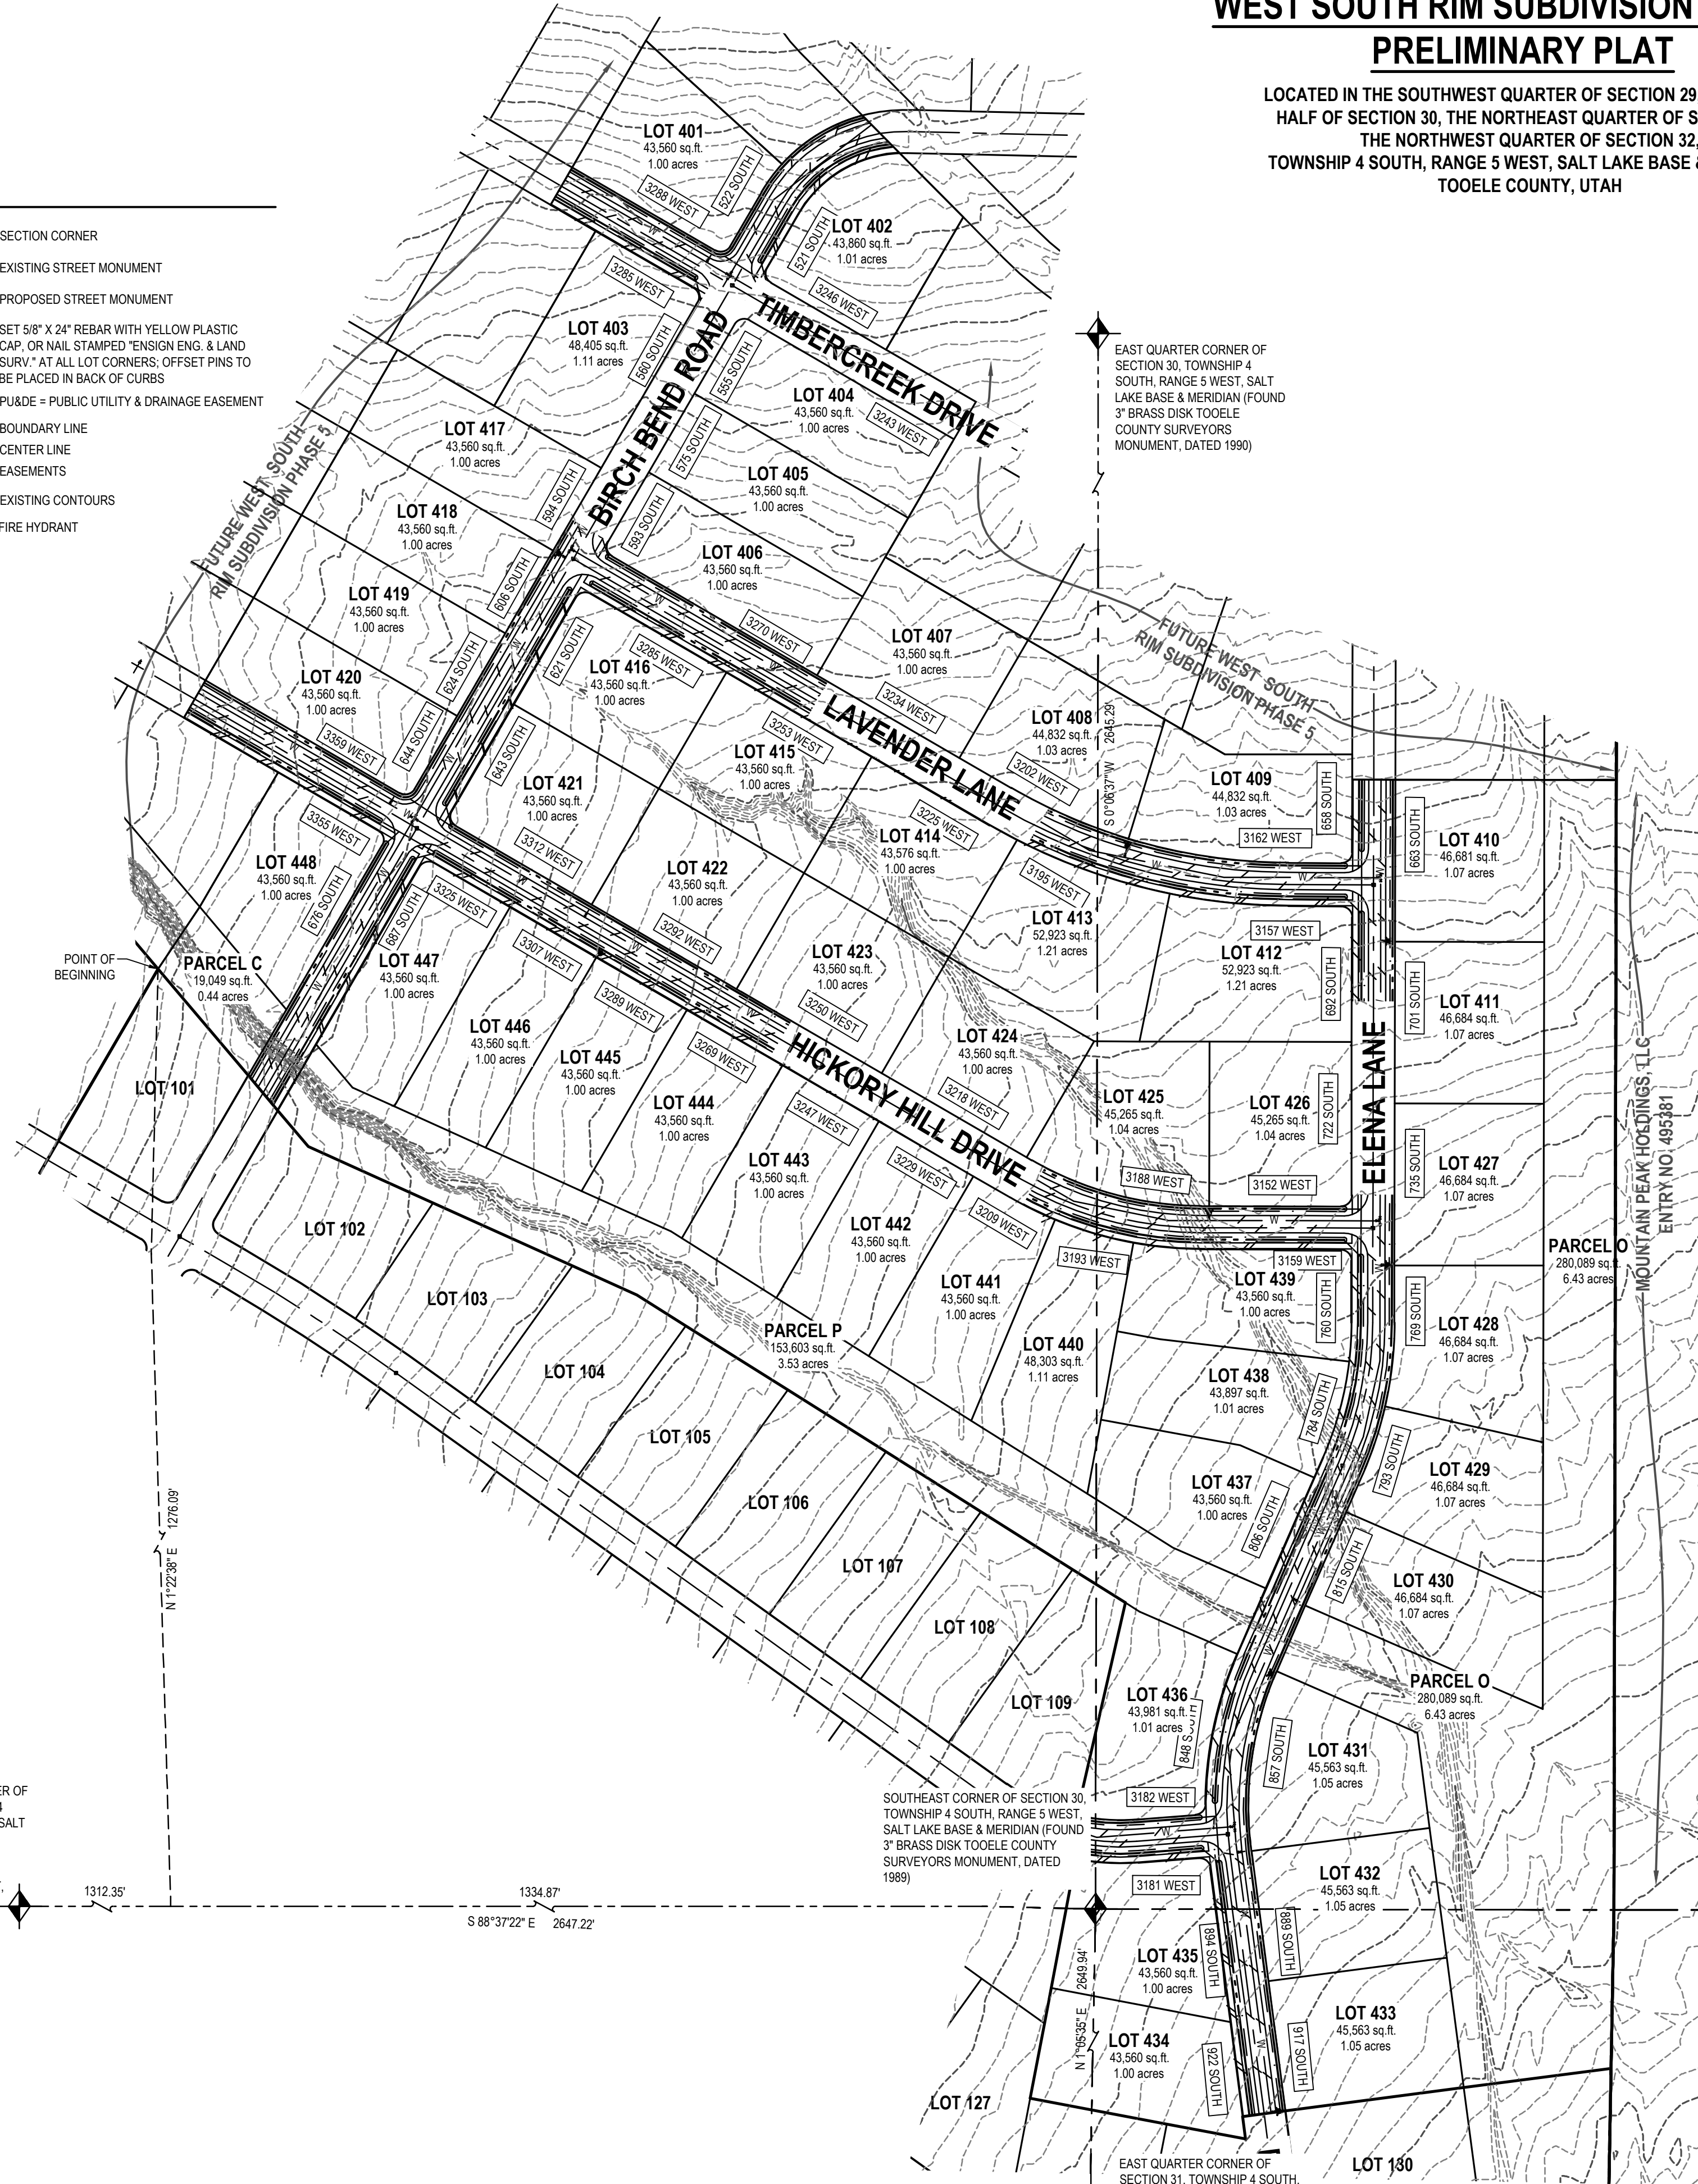 WEST SOUTH RIM SUBDIVISION
PRELIMINARY PLAT
LOCATED IN THE SOUTHWEST QUARTER OF SECTION 29
HALF OF SECTION 30, THE NORTHEAST QUARTER OF
THE NORTHWEST QUARTER OF SECTION 32,
TOWNSHIP 4 SOUTH, RANGE 5 WEST, SALT LAKE BASE
TOOELE COUNTY, UTAH
SECTION CORNER
EXISTING STREET MONUMENT
PROPOSED STREET MONUMENT
SET 5/8" X 24" REBAR WITH YELLOW PLASTIC
CAP, OR NAIL STAMPED "ENSIGN ENG. & LAND
SURV." AT ALL LOT CORNERS; OFFSET PINS TO
BE PLACED IN BACK OF CURBS
PU&DE = PUBLIC UTILITY & DRAINAGE EASEMENT
BOUNDARY LINE
CENTER LINE
EASEMENTS
EXISTING CONTOURS
FIRE HYDRANT
LOT 401
43,560 sq.ft.
1.00 acres
3288 WEST
522 SOUTH
LOT 402
43,860 sq.ft.
1.01 acres
521 SOUTH
3246 WEST
3285 WEST
LOT 403
48,405 sq.ft.
1.11 acres
560 SOUTH
TIMBERCREEK DRIVE
BIRCH BEND ROAD
555 SOUTH
LOT 404
43,560 sq.ft.
1.00 acres
3243 WEST
EAST QUARTER CORNER OF
SECTION 30, TOWNSHIP 4
SOUTH, RANGE 5 WEST, SALT
LAKE BASE & MERIDIAN (FOUND
3" BRASS DISK TOOELE
COUNTY SURVEYORS
MONUMENT, DATED 1990)
FUTURE WEST SOUTH
RIM SUBDIVISION PHASE 5
LOT 417
43,560 sq.ft.
1.00 acres
575 SOUTH
LOT 405
43,560 sq.ft.
1.00 acres
594 SOUTH
593 SOUTH
LOT 418
43,560 sq.ft.
1.00 acres
LOT 406
43,560 sq.ft.
1.00 acres
606 SOUTH
LOT 419
43,560 sq.ft.
1.00 acres
3270 WEST
LOT 407
43,560 sq.ft.
1.00 acres
FUTURE WEST SOUTH
RIM SUBDIVISION PHASE 5
621 SOUTH
3285 WEST
LOT 416
43,560 sq.ft.
1.00 acres
624 SOUTH
LOT 420
43,560 sq.ft.
1.00 acres
3234 WEST
LAVENDER LANE
3253 WEST
LOT 408
44,832 sq.ft.
1.03 acres
S 0°06'37" W 2645.29'
3359 WEST
644 SOUTH
643 SOUTH
LOT 415
43,560 sq.ft.
1.00 acres
3202 WEST
LOT 409
44,832 sq.ft.
1.03 acres
658 SOUTH
LOT 421
43,560 sq.ft.
1.00 acres
3355 WEST
3312 WEST
3225 WEST
LOT 414
43,576 sq.ft.
1.00 acres
3162 WEST
663 SOUTH
LOT 410
46,681 sq.ft.
1.07 acres
LOT 448
43,560 sq.ft.
1.00 acres
LOT 422
43,560 sq.ft.
1.00 acres
3195 WEST
676 SOUTH
687 SOUTH
3325 WEST
LOT 413
52,923 sq.ft.
1.21 acres
3157 WEST
POINT OF
BEGINNING
PARCEL C
19,049 sq.ft.
0.44 acres
LOT 447
43,560 sq.ft.
1.00 acres
3307 WEST
3292 WEST
LOT 423
43,560 sq.ft.
1.00 acres
LOT 412
52,923 sq.ft.
1.21 acres
692 SOUTH
701 SOUTH
LOT 411
46,684 sq.ft.
1.07 acres
3289 WEST
3250 WEST
LOT 446
43,560 sq.ft.
1.00 acres
LOT 445
43,560 sq.ft.
1.00 acres
3269 WEST
HICKORY HILL DRIVE
LOT 424
43,560 sq.ft.
1.00 acres
ELENA LANE
LOT 101
LOT 444
43,560 sq.ft.
1.00 acres
3247 WEST
3218 WEST
LOT 425
45,265 sq.ft.
1.04 acres
LOT 426
45,265 sq.ft.
1.04 acres
722 SOUTH
MOUNTAIN PEAK HOLDINGS, LLC
ENTRY NO. 495381
LOT 443
43,560 sq.ft.
1.00 acres
3229 WEST
3188 WEST
3152 WEST
735 SOUTH
LOT 427
46,684 sq.ft.
1.07 acres
LOT 102
LOT 442
43,560 sq.ft.
1.00 acres
3209 WEST
3193 WEST
3159 WEST
PARCEL O
280,089 sq.ft.
6.43 acres
LOT 103
LOT 441
43,560 sq.ft.
1.00 acres
LOT 439
43,560 sq.ft.
1.00 acres
760 SOUTH
769 SOUTH
LOT 428
46,684 sq.ft.
1.07 acres
PARCEL P
153,603 sq.ft.
3.53 acres
LOT 440
48,303 sq.ft.
1.11 acres
LOT 104
LOT 438
43,897 sq.ft.
1.01 acres
784 SOUTH
LOT 105
793 SOUTH
LOT 429
46,684 sq.ft.
1.07 acres
LOT 437
43,560 sq.ft.
1.00 acres
N 1°22'38" E 1276.09'
LOT 106
806 SOUTH
LOT 107
815 SOUTH
LOT 430
46,684 sq.ft.
1.07 acres
LOT 108
LOT 109
LOT 436
43,981 sq.ft.
1.01 acres
848 SOUTH
PARCEL O
280,089 sq.ft.
6.43 acres
857 SOUTH
LOT 431
45,563 sq.ft.
1.05 acres
ER OF
SALT
SOUTHEAST CORNER OF SECTION 30,
TOWNSHIP 4 SOUTH, RANGE 5 WEST,
SALT LAKE BASE & MERIDIAN (FOUND
3" BRASS DISK TOOELE COUNTY
SURVEYORS MONUMENT, DATED
1989)
3182 WEST
3181 WEST
LOT 432
45,563 sq.ft.
1.05 acres
1312.35'
1334.87'
S 88°37'22" E 2647.22'
894 SOUTH
889 SOUTH
LOT 435
43,560 sq.ft.
1.00 acres
N 1°05'35" E 2649.94'
LOT 433
45,563 sq.ft.
1.05 acres
LOT 434
43,560 sq.ft.
1.00 acres
922 SOUTH
917 SOUTH
LOT 127
EAST QUARTER CORNER OF
SECTION 31, TOWNSHIP 4 SOUTH,
LOT 130